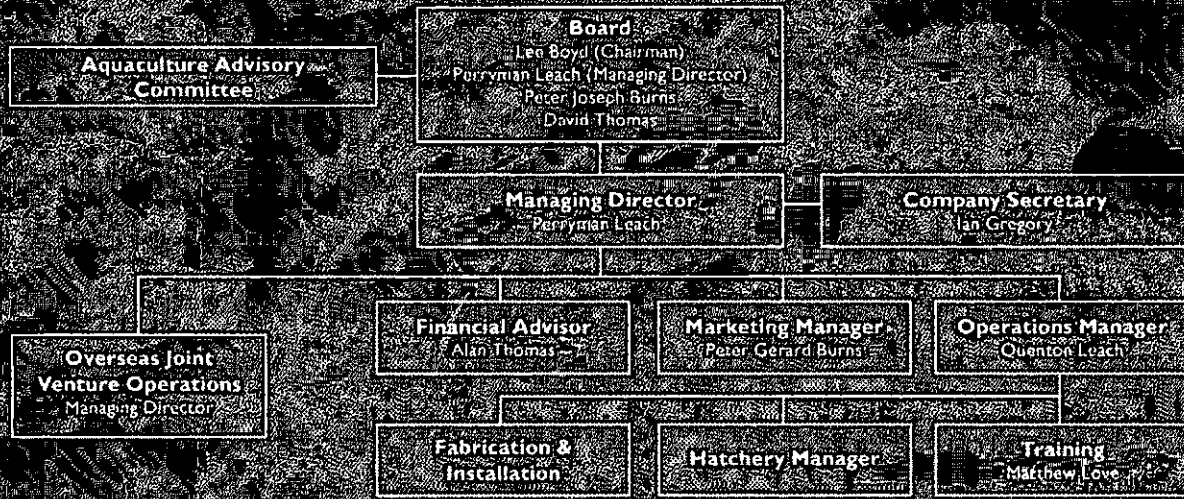 Board
Leo Boyd (Chairman)
Perryman Leach (Managing Director)
Peter Joseph Burns
David Thomas
Aquaculture Advisory
Committee
Managing Director
Perryman Leach
Company Secretary
Ian Gregory
Overseas Joint
Venture Operations
Managing Director
Financial Advisor
Alan Thomas
Marketing Manager
Peter Gerard Burns
Operations Manager
Quenton Leach
Fabrication &
Installation
Hatchery Manager
Training
Matthew Love